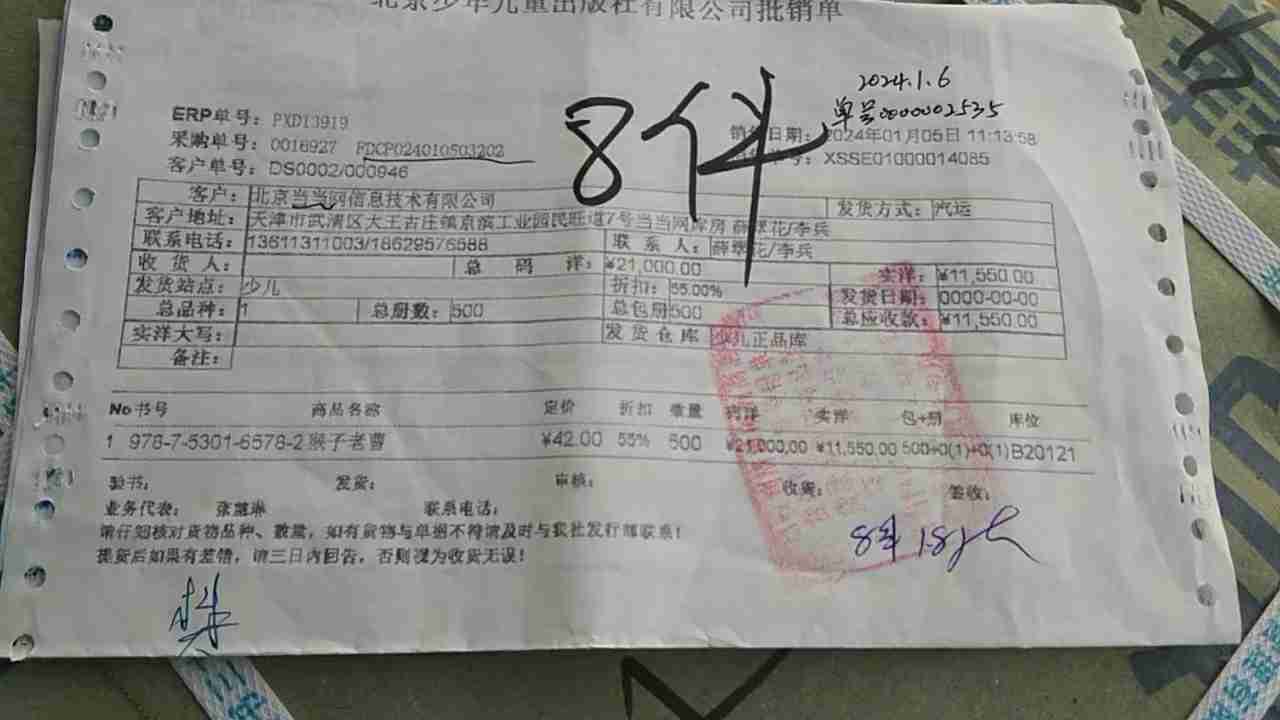 北京少年儿童出版社有限公司批销单
2024.1.6
8件
单号0000002535
ERP单号: PXD13919
销售日期: 2024年01月05日 11:13:58
采购单号: 0016927 FDCP024010503202
单号: XSSE01000014085
客户单号: DS0002/000946
客户: 北京当当网信息技术有限公司 发货方式: 汽运
客户地址: 天津市武清区大王古庄镇京滨工业园民旺道7号当当网库房 薛翠花/李兵
联系电话: 13611311003/18629576588 联系人: 薛翠花/李兵
收货人: 总码洋: ¥21,000.00 实洋: ¥11,550.00
发货站点: 少儿 折扣: 55.00% 发货日期: 0000-00-00
总品种: 1 总册数: 500 总包册 500 总应收款: ¥11,550.00
实洋大写: 发货仓库 少儿正品库
备注:
No 书号 商品名称 定价 折扣 数量 码洋 实洋 包+册 库位
1 978-7-5301-6578-2 猴子老曹 ¥42.00 55% 500 ¥21,000.00 ¥11,550.00 500+0(1)+0(1) B20121
验书: 发货: 审核: 收货: 签收:
业务代表: 联系电话:
请仔细核对货物品种、数量, 如有货物与单据不符请及时与我社发行部联系!
提货后如果有差错, 请三日内回告, 否则视为收货无误!
8件